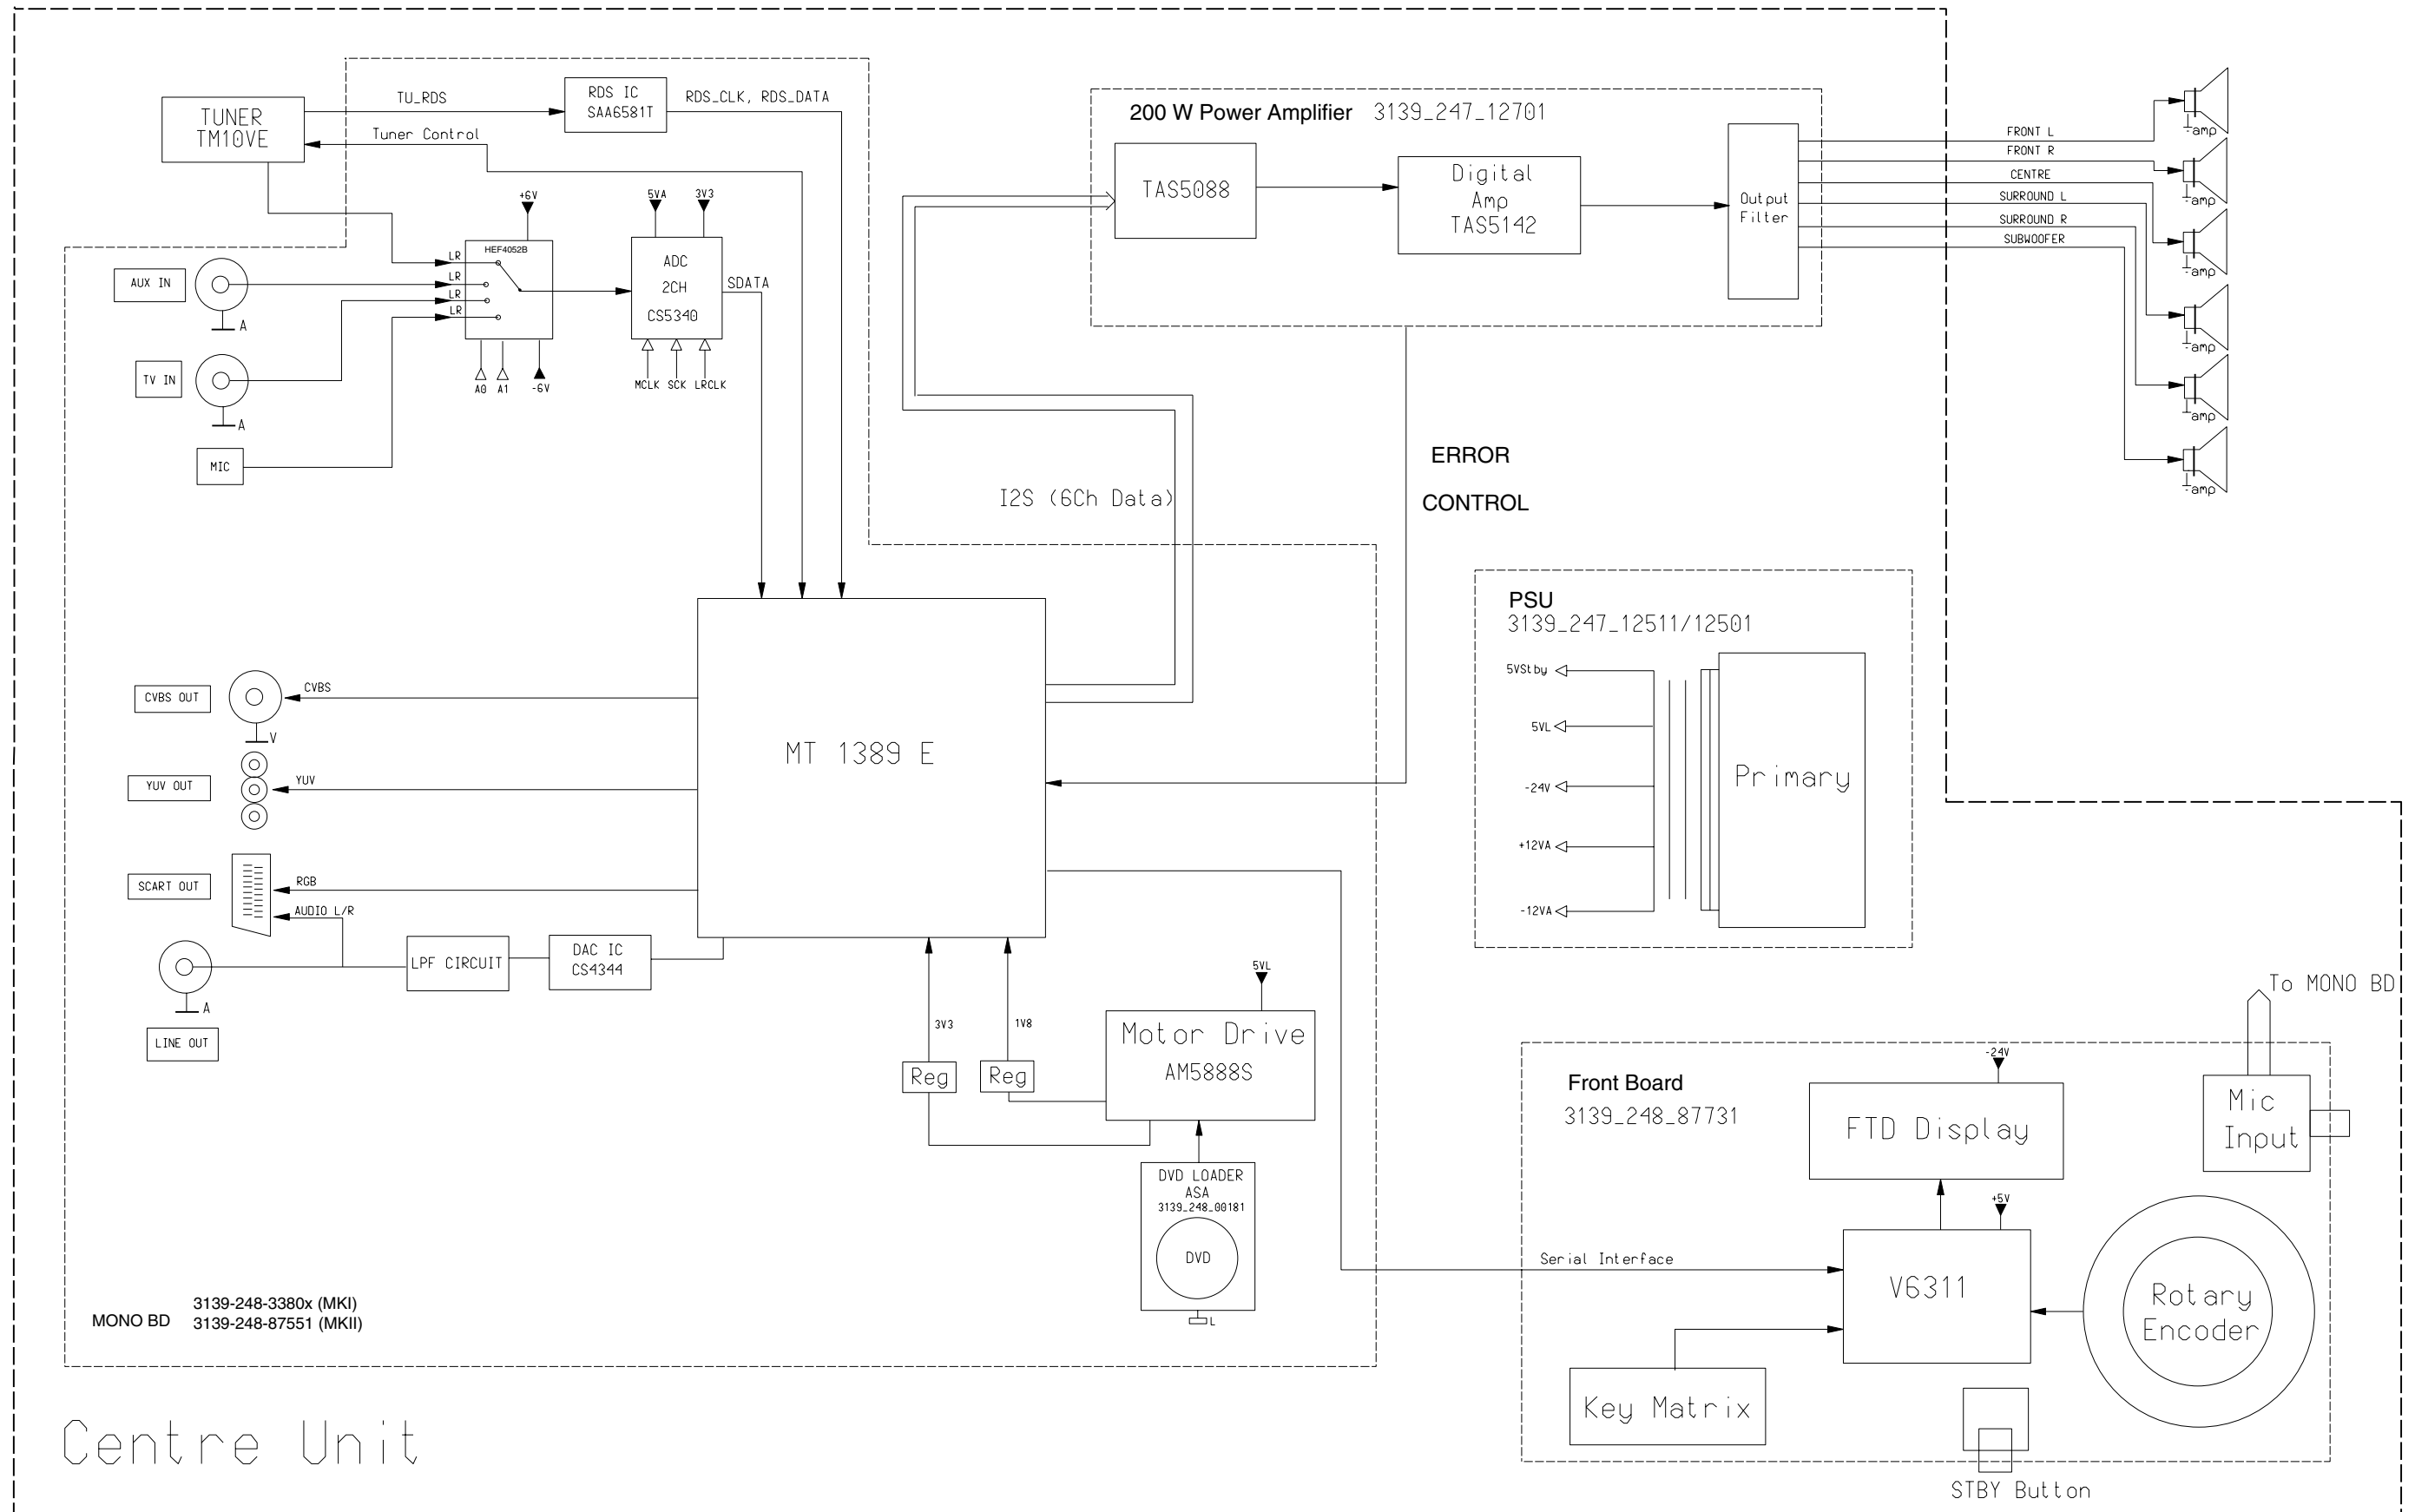 TUNER
TM10VE
TU_RDS
Tuner Control
RDS IC
SAA6581T
RDS_CLK, RDS_DATA
+6V
HEF4052B
LR
LR
LR
LR
A0
A1
-6V
5VA
3V3
ADC
2CH
CS5340
SDATA
MCLK
SCK
LRCLK
AUX IN
A
TV IN
A
MIC
200 W Power Amplifier
3139_247_12701
TAS5088
Digital
Amp
TAS5142
Output
Filter
FRONT L
FRONT R
CENTRE
SURROUND L
SURROUND R
SUBWOOFER
amp
amp
amp
amp
amp
amp
I2S (6Ch Data)
ERROR
CONTROL
PSU
3139_247_12511/12501
5VStby
5VL
-24V
+12VA
-12VA
Primary
MT 1389 E
CVBS OUT
CVBS
V
YUV OUT
YUV
SCART OUT
RGB
AUDIO L/R
LPF CIRCUIT
DAC IC
CS4344
A
LINE OUT
3V3
1V8
Reg
Reg
5VL
Motor Drive
AM5888S
DVD LOADER
ASA
3139_248_00181
DVD
L
To MONO BD
Front Board
3139_248_87731
-24V
FTD Display
Mic
Input
+5V
Serial Interface
V6311
Rotary
Encoder
Key Matrix
STBY Button
MONO BD
3139-248-3380x (MKI)
3139-248-87551 (MKII)
Centre Unit